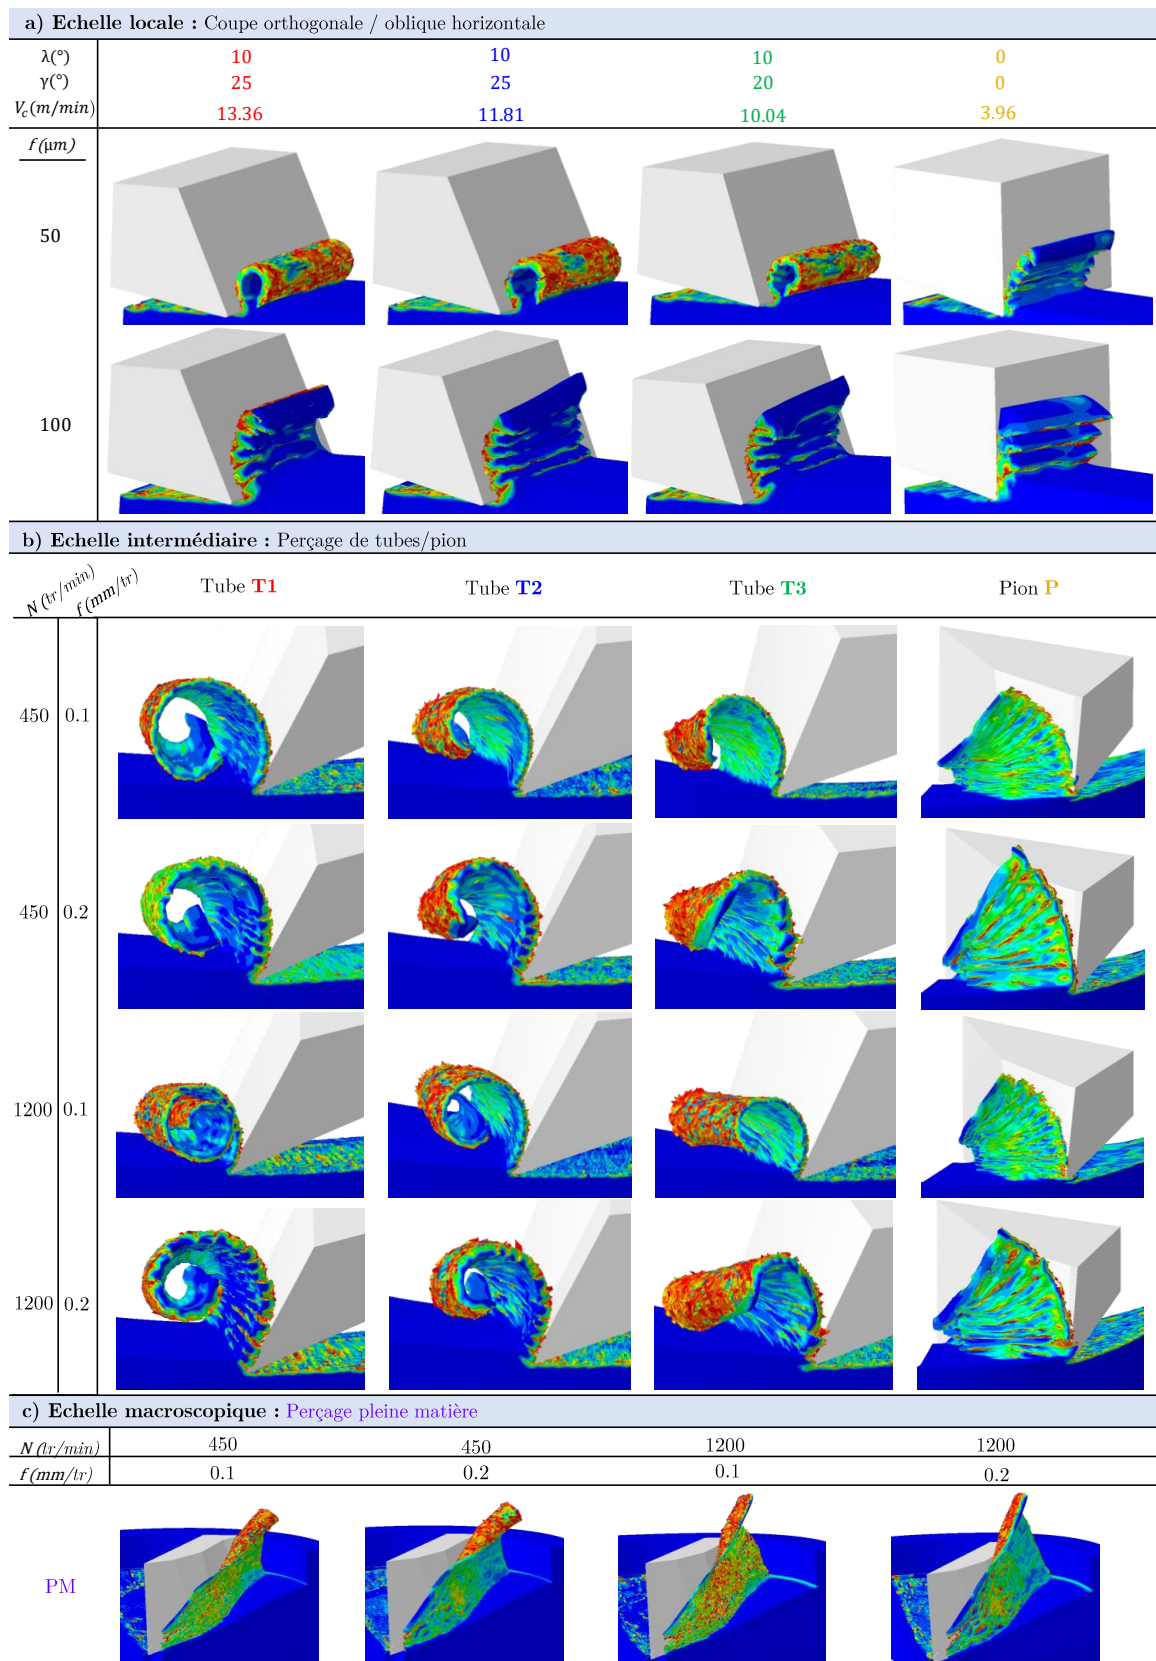 a) Echelle locale : Coupe orthogonale / oblique horizontale
λ(°) 10 10 10 0
γ(°) 25 25 20 0
V_c(m/min) 13.36 11.81 10.04 3.96
f(μm)
50
100
b) Echelle intermédiaire : Perçage de tubes/pion
N(tr/min) f(mm/tr) Tube T1 Tube T2 Tube T3 Pion P
450 0.1
450 0.2
1200 0.1
1200 0.2
c) Echelle macroscopique : Perçage pleine matière
N(tr/min) 450 450 1200 1200
f(mm/tr) 0.1 0.2 0.1 0.2
PM